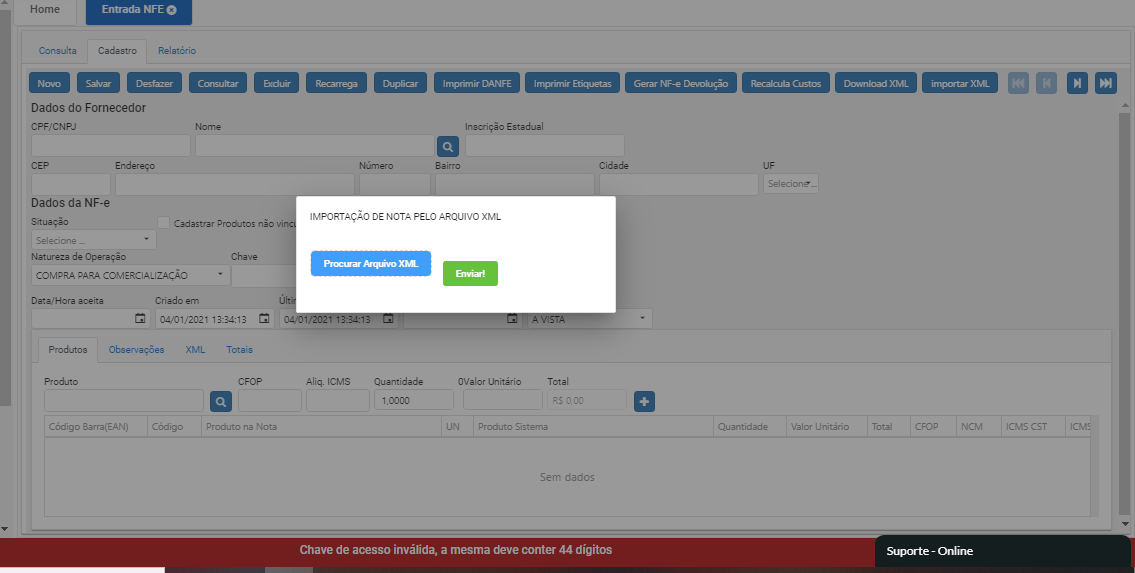 Home Entrada NFE
Consulta Cadastro Relatório
Novo Salvar Desfazer Consultar Excluir Recarrega Duplicar Imprimir DANFE Imprimir Etiquetas Gerar NF-e Devolução Recalcula Custos Download XML importar XML
Dados do Fornecedor
CPF/CNPJ Nome Inscrição Estadual
CEP Endereço Número Bairro Cidade UF
Selecione ...
Dados da NF-e
Situação Cadastrar Produtos não vincu
Selecione ...
Natureza de Operação Chave
COMPRA PARA COMERCIALIZAÇÃO
IMPORTAÇÃO DE NOTA PELO ARQUIVO XML
Procurar Arquivo XML Enviar!
Data/Hora aceita Criado em Últin
04/01/2021 13:34:13 04/01/2021 13:34:13 A VISTA
Produtos Observações XML Totais
Produto CFOP Aliq. ICMS Quantidade 0Valor Unitário Total
1,0000 R$ 0,00
Código Barra(EAN) Código Produto na Nota UN Produto Sistema Quantidade Valor Unitário Total CFOP NCM ICMS CST ICMS
Sem dados
Chave de acesso inválida, a mesma deve conter 44 dígitos
Suporte - Online